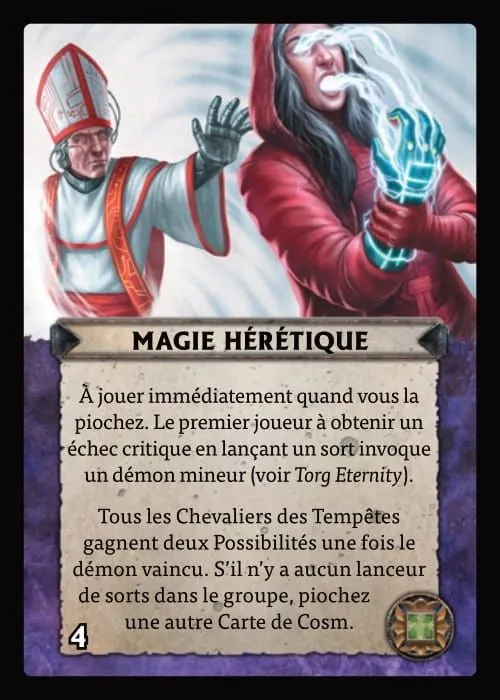 MAGIE HÉRÉTIQUE
À jouer immédiatement quand vous la
piochez. Le premier joueur à obtenir un
échec critique en lançant un sort invoque
un démon mineur (voir Torg Eternity).
Tous les Chevaliers des Tempêtes
gagnent deux Possibilités une fois le
démon vaincu. S'il n'y a aucun lanceur
de sorts dans le groupe, piochez
une autre Carte de Cosm.
4